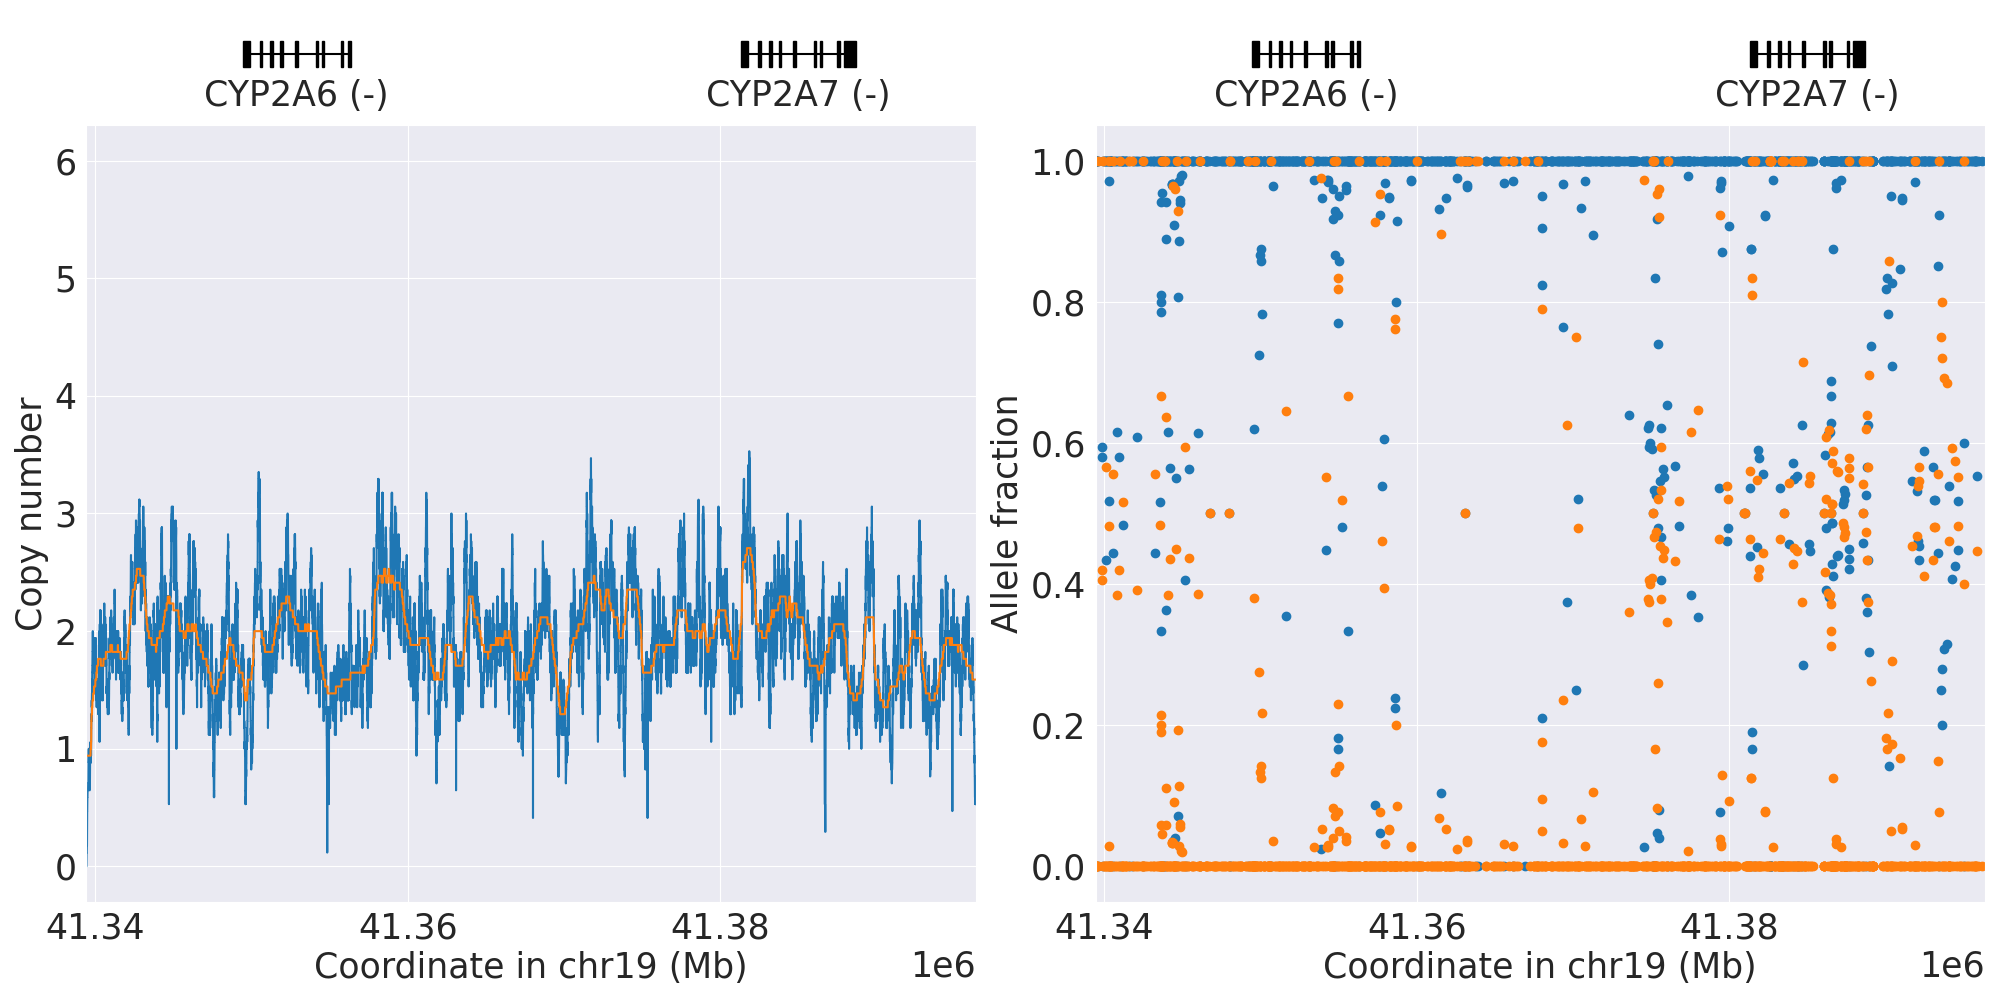 CYP2A6 (-)
CYP2A7 (-)
6
5
4
3
2
1
0
Copy number
41.34
41.36
41.38
Coordinate in chr19 (Mb)
1e6
CYP2A6 (-)
CYP2A7 (-)
1.0
0.8
0.6
0.4
0.2
0.0
Allele fraction
41.34
41.36
41.38
Coordinate in chr19 (Mb)
1e6